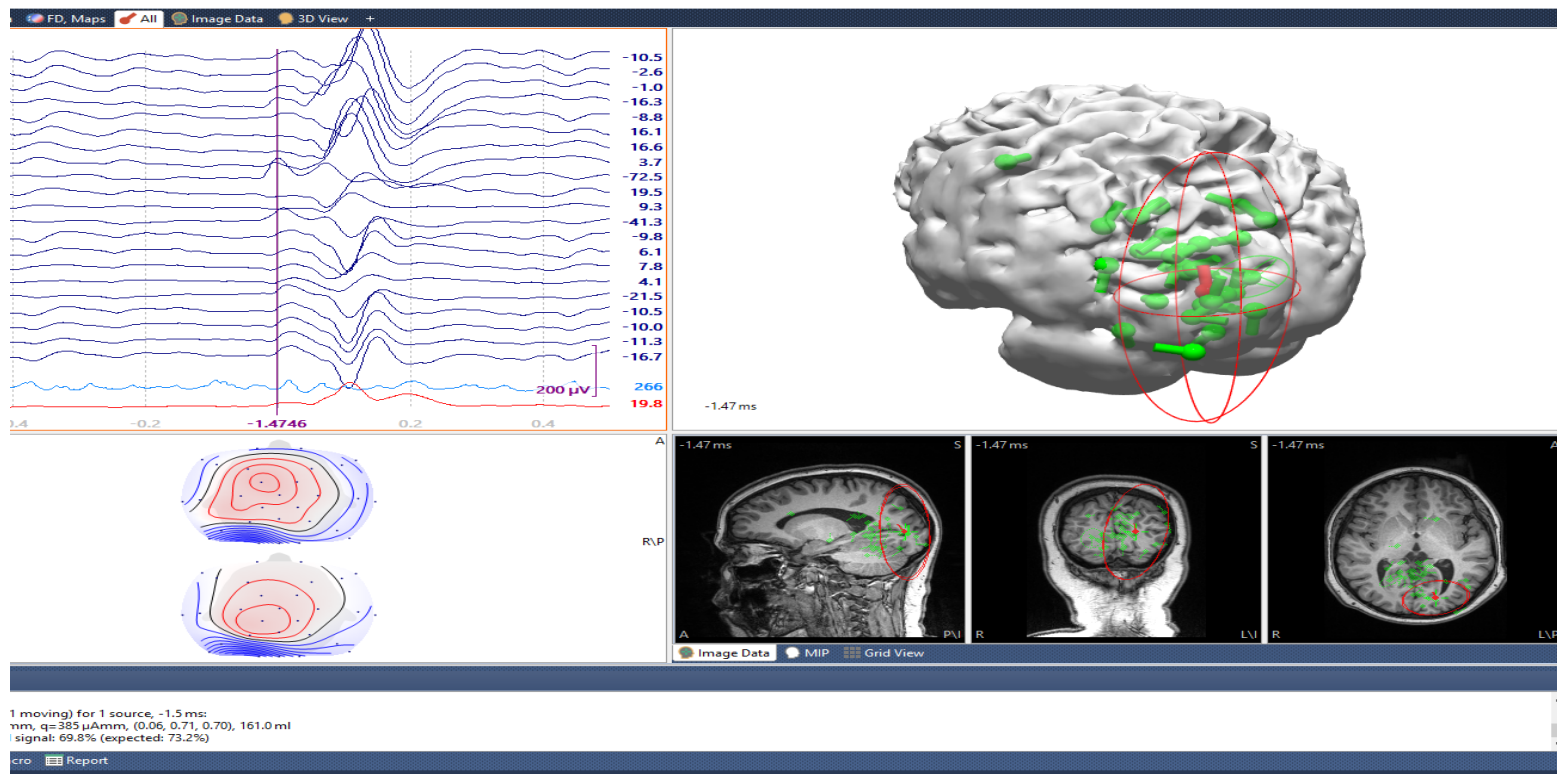 FD, Maps All Image Data 3D View +
-10.5
-2.6
-1.0
-16.3
-8.8
16.1
16.6
3.7
-72.5
19.5
9.3
-41.3
-9.8
6.1
7.8
4.1
-21.5
-10.5
-10.0
-11.3
-16.7
200 µV
266
19.8
0.4 -0.2 -1.4746 0.2 0.4
-1.47 ms
A
R\P
-1.47 ms S
A P\I
-1.47 ms S
R L\I
-1.47 ms A
R L\P
Image Data MIP Grid View
1 moving) for 1 source, -1.5 ms:
mm, q=385 µAmm, (0.06, 0.71, 0.70), 161.0 ml
signal: 69.8% (expected: 73.2%)
cro Report